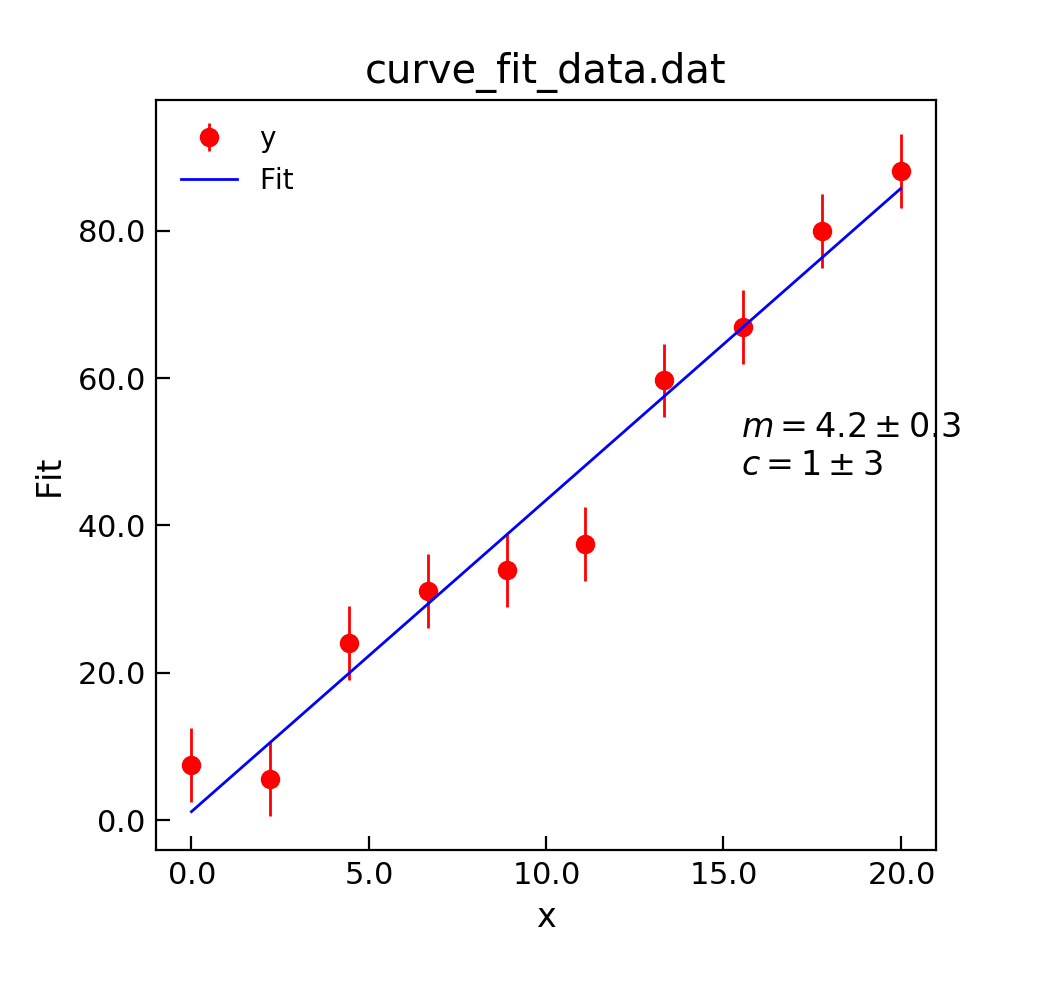 curve_fit_data.dat
y
Fit
80.0
60.0
m = 4.2 ± 0.3
c = 1 ± 3
Fit
40.0
20.0
0.0
0.0 5.0 10.0 15.0 20.0
x